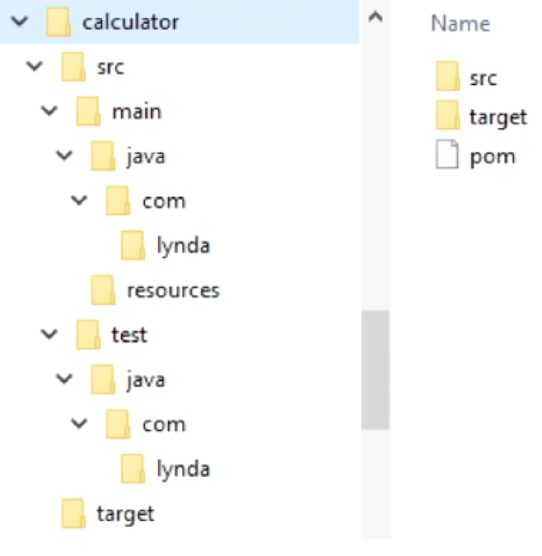 calculator
src
main
java
com
lynda
resources
test
java
com
lynda
target
Name
src
target
pom